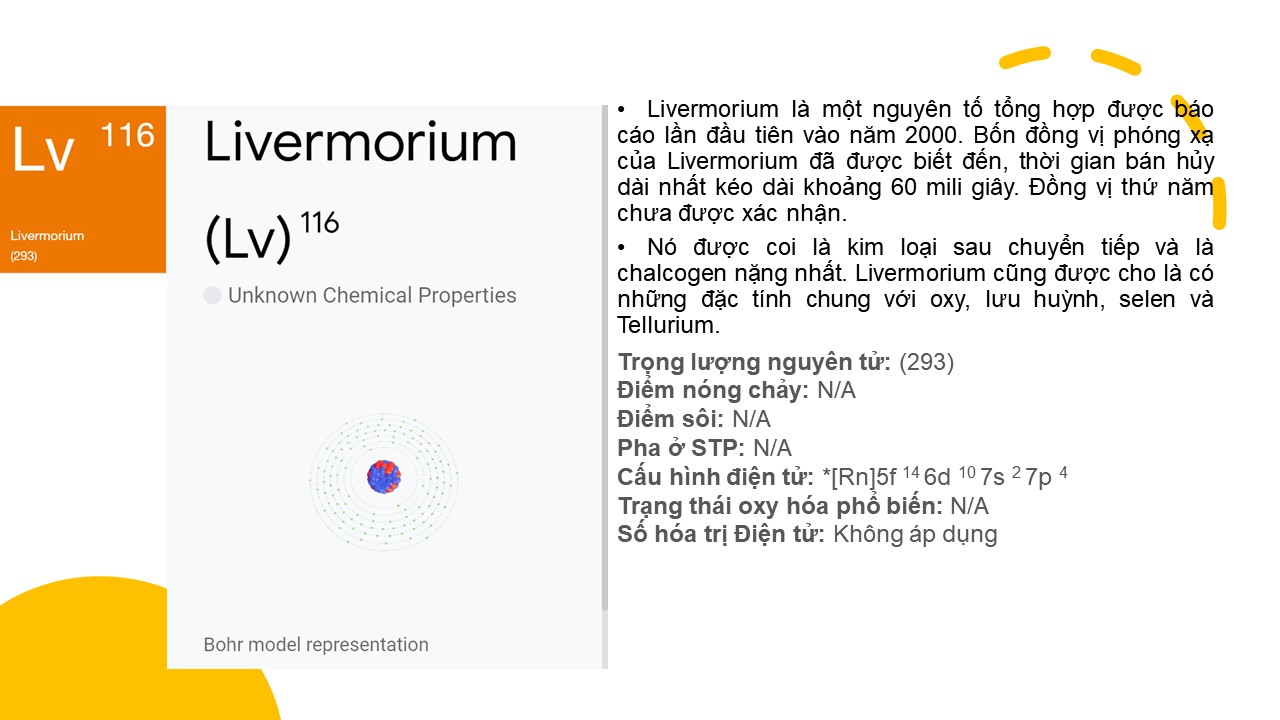 Lv 116
Livermorium
(293)
Livermorium
(Lv) 116
Unknown Chemical Properties
Bohr model representation
• Livermorium là một nguyên tố tổng hợp được báo
cáo lần đầu tiên vào năm 2000. Bốn đồng vị phóng xạ
của Livermorium đã được biết đến, thời gian bán hủy
dài nhất kéo dài khoảng 60 mili giây. Đồng vị thứ năm
chưa được xác nhận.
• Nó được coi là kim loại sau chuyển tiếp và là
chalcogen nặng nhất. Livermorium cũng được cho là có
những đặc tính chung với oxy, lưu huỳnh, selen và
Tellurium.
Trọng lượng nguyên tử: (293)
Điểm nóng chảy: N/A
Điểm sôi: N/A
Pha ở STP: N/A
Cấu hình điện tử: *[Rn]5f 14 6d 10 7s 2 7p 4
Trạng thái oxy hóa phổ biến: N/A
Số hóa trị Điện tử: Không áp dụng